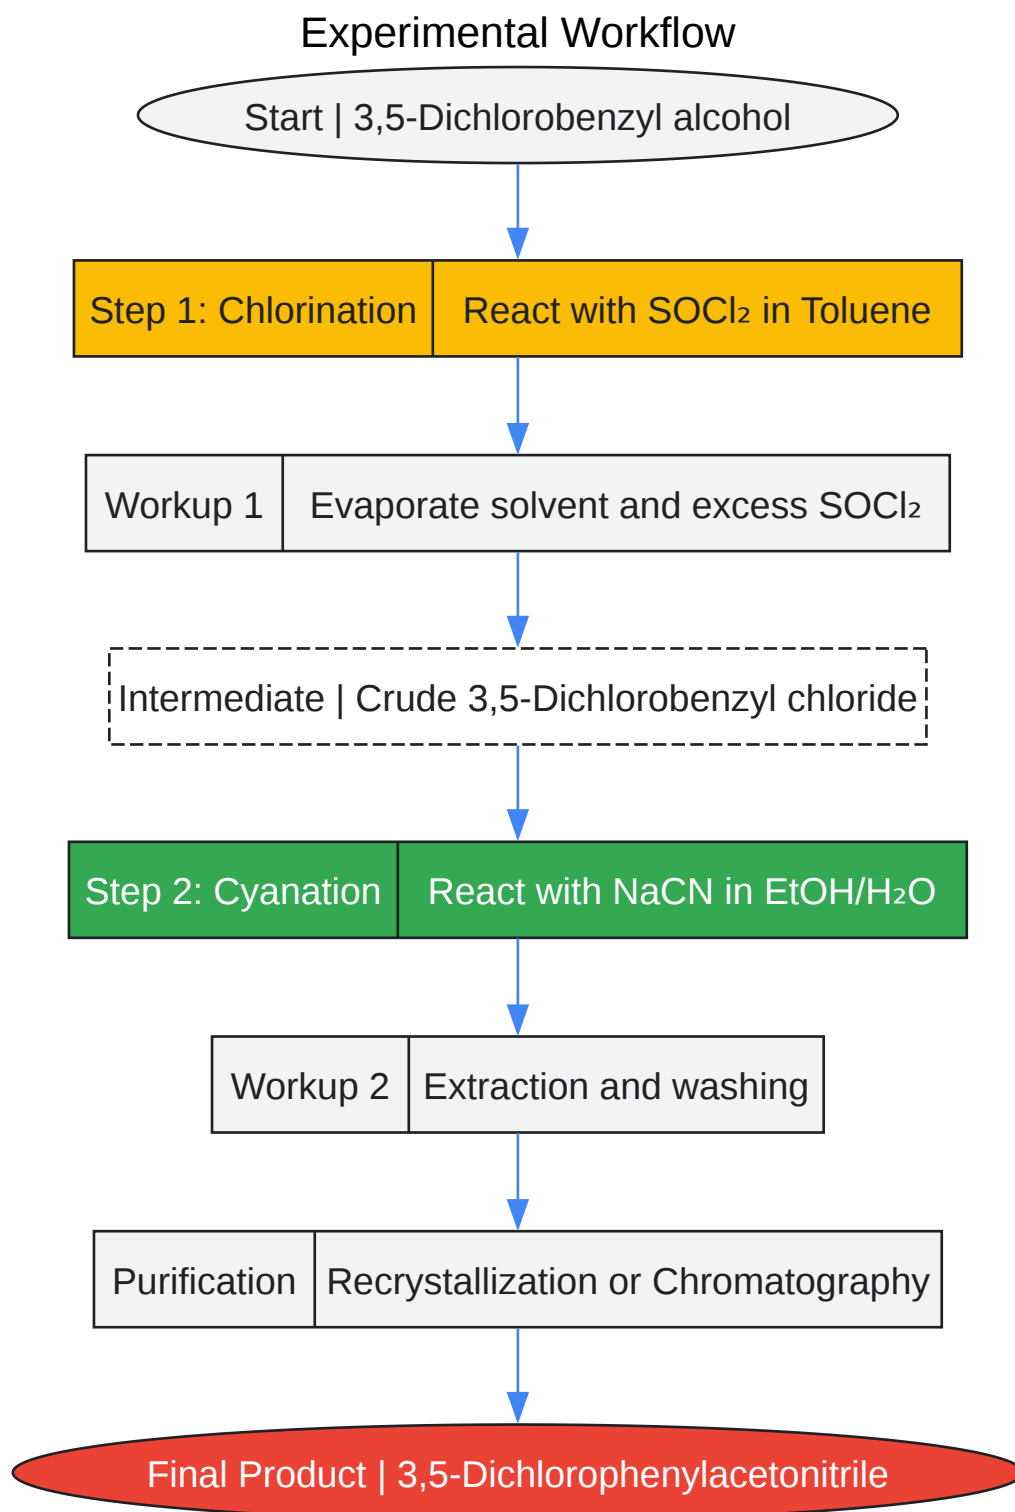 Experimental Workflow
Start | 3,5-Dichlorobenzyl alcohol
Step 1: Chlorination React with SOCl₂ in Toluene
Workup 1 Evaporate solvent and excess SOCl₂
Intermediate | Crude 3,5-Dichlorobenzyl chloride
Step 2: Cyanation React with NaCN in EtOH/H₂O
Workup 2 Extraction and washing
Purification Recrystallization or Chromatography
Final Product | 3,5-Dichlorophenylacetonitrile